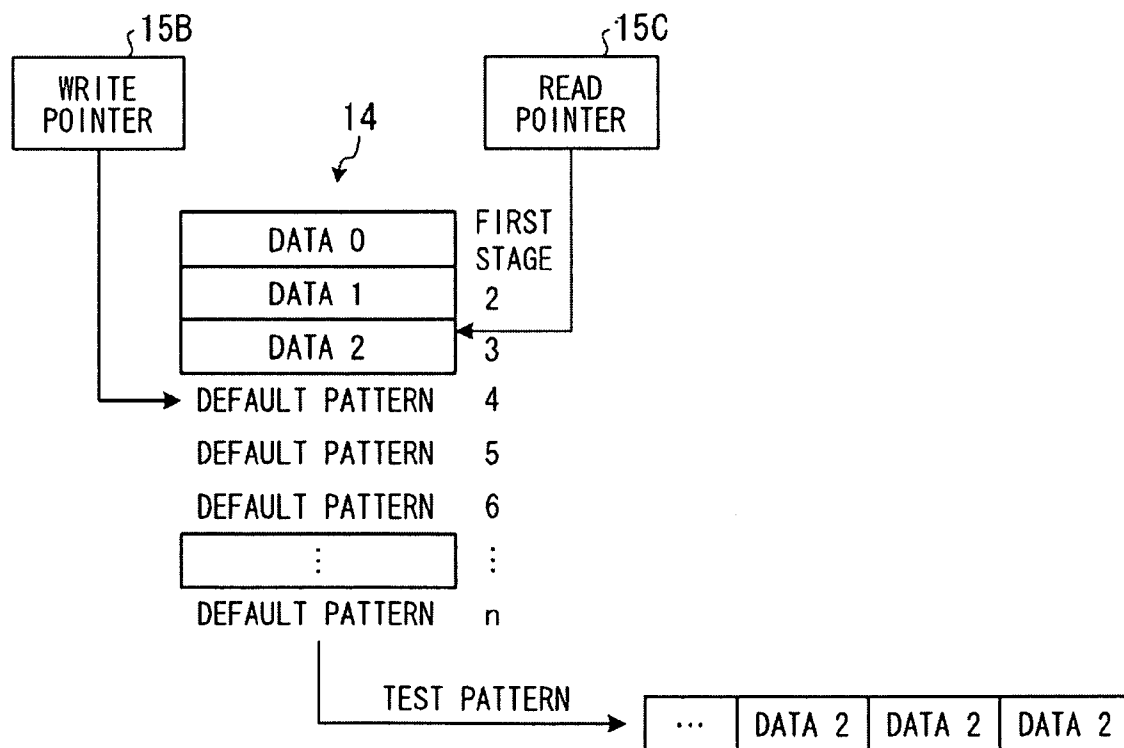 15B
15C
WRITE
POINTER
READ
POINTER
14
FIRST
STAGE
DATA 0
DATA 1 2
DATA 2 3
DEFAULT PATTERN 4
DEFAULT PATTERN 5
DEFAULT PATTERN 6
⋮ ⋮
DEFAULT PATTERN n
TEST PATTERN
... DATA 2 DATA 2 DATA 2